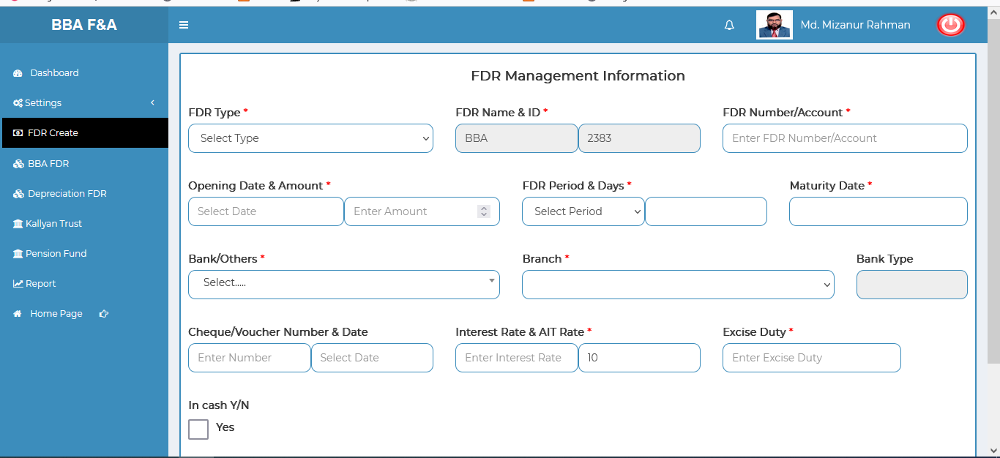 BBA F&A
Md. Mizanur Rahman
Dashboard
Settings
FDR Create
BBA FDR
Depreciation FDR
Kallyan Trust
Pension Fund
Report
Home Page
FDR Management Information
FDR Type * FDR Name & ID * FDR Number/Account *
Select Type BBA 2383 Enter FDR Number/Account
Opening Date & Amount * FDR Period & Days * Maturity Date *
Select Date Enter Amount Select Period
Bank/Others * Branch * Bank Type
Select.....
Cheque/Voucher Number & Date Interest Rate & AIT Rate * Excise Duty *
Enter Number Select Date Enter Interest Rate 10 Enter Excise Duty
In cash Y/N
Yes